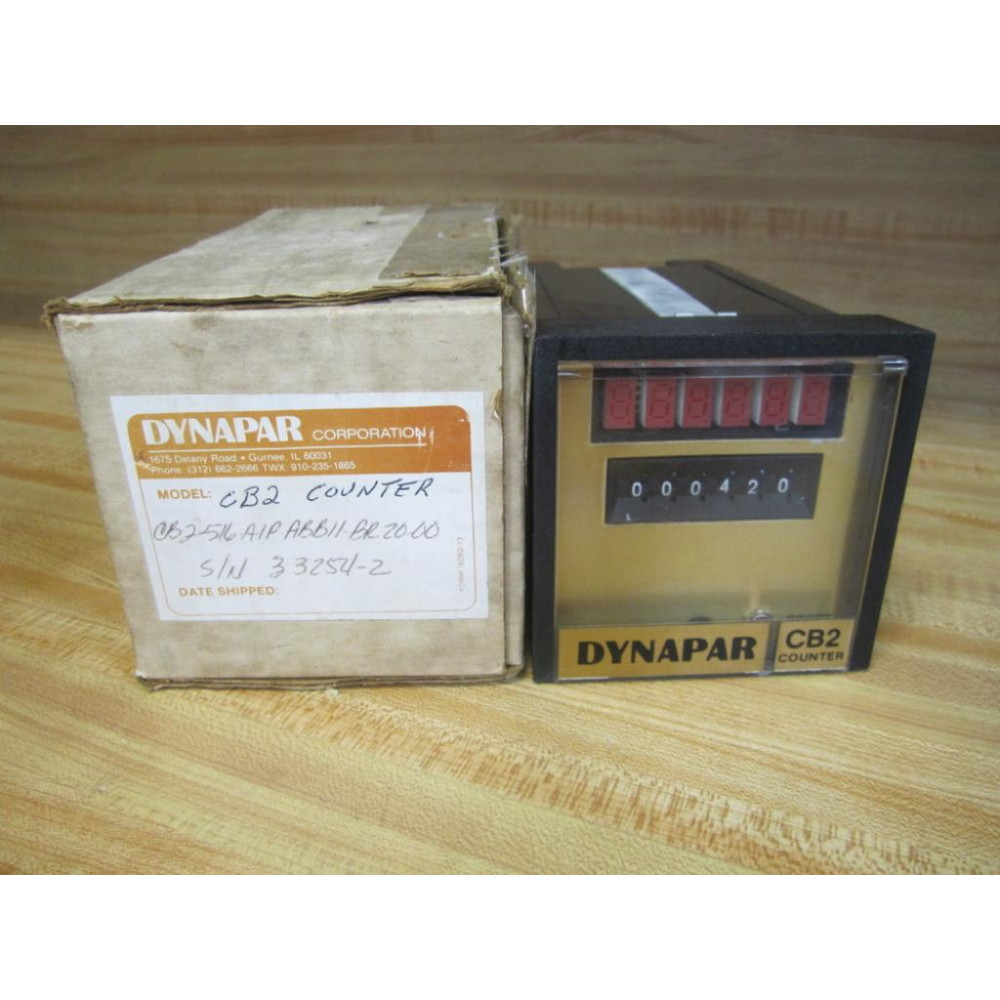 DYNAPAR CORPORATION
1675 Delany Road • Gurnee, IL 60031
Phone (312) 662-2666 TWX: 910-235-1865
MODEL: CB2 COUNTER
CB2-516-A1P ABB11-BR.20-00
S/N 33254-2
DATE SHIPPED:
000420
DYNAPAR CB2
COUNTER